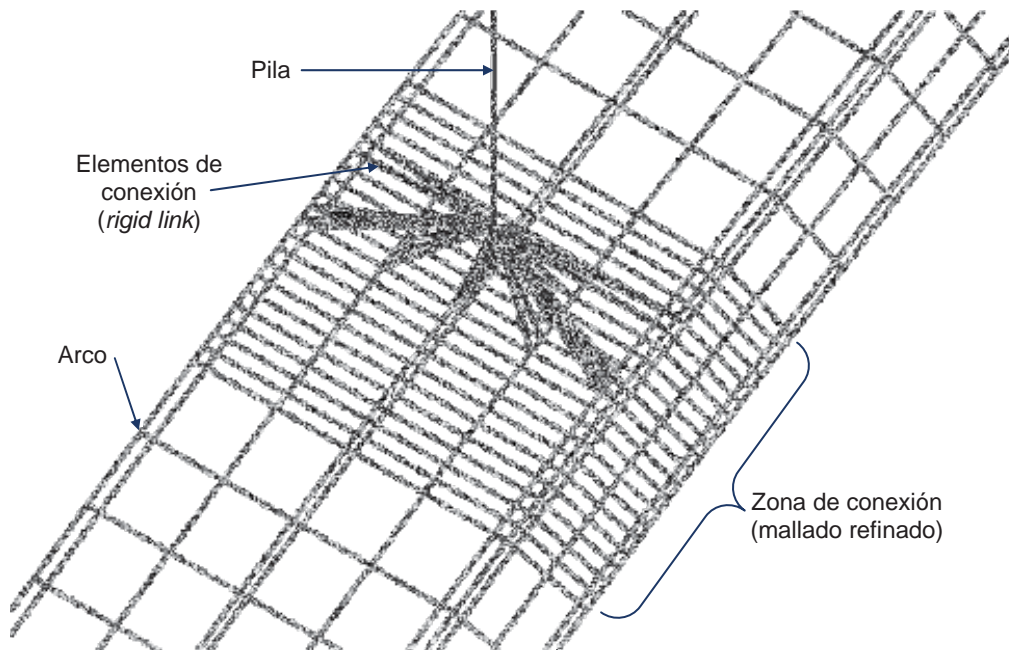 Pila
Elementos de
conexión
(rigid link)
Arco
Zona de conexión
(mallado refinado)